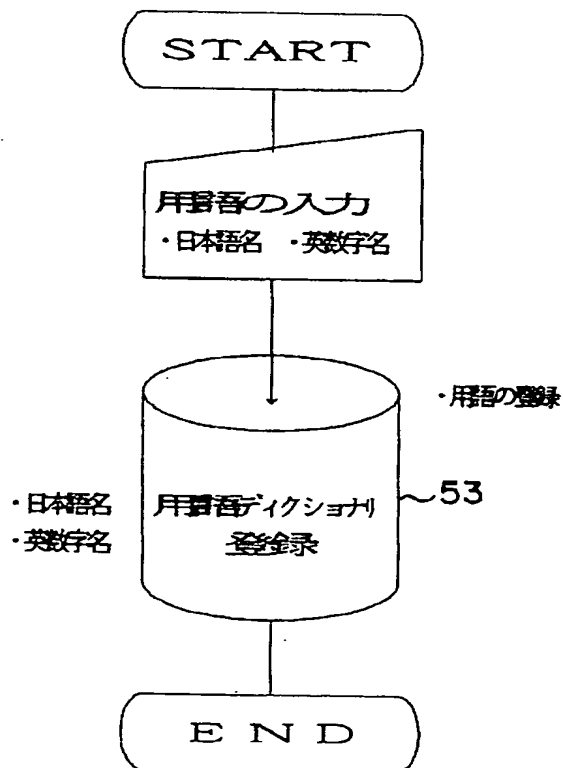 START
用語の入力
・日本語名 ・英数字名
・用語の登録
53
・日本語名
・英数字名
用語ディクショナリ
登録
END